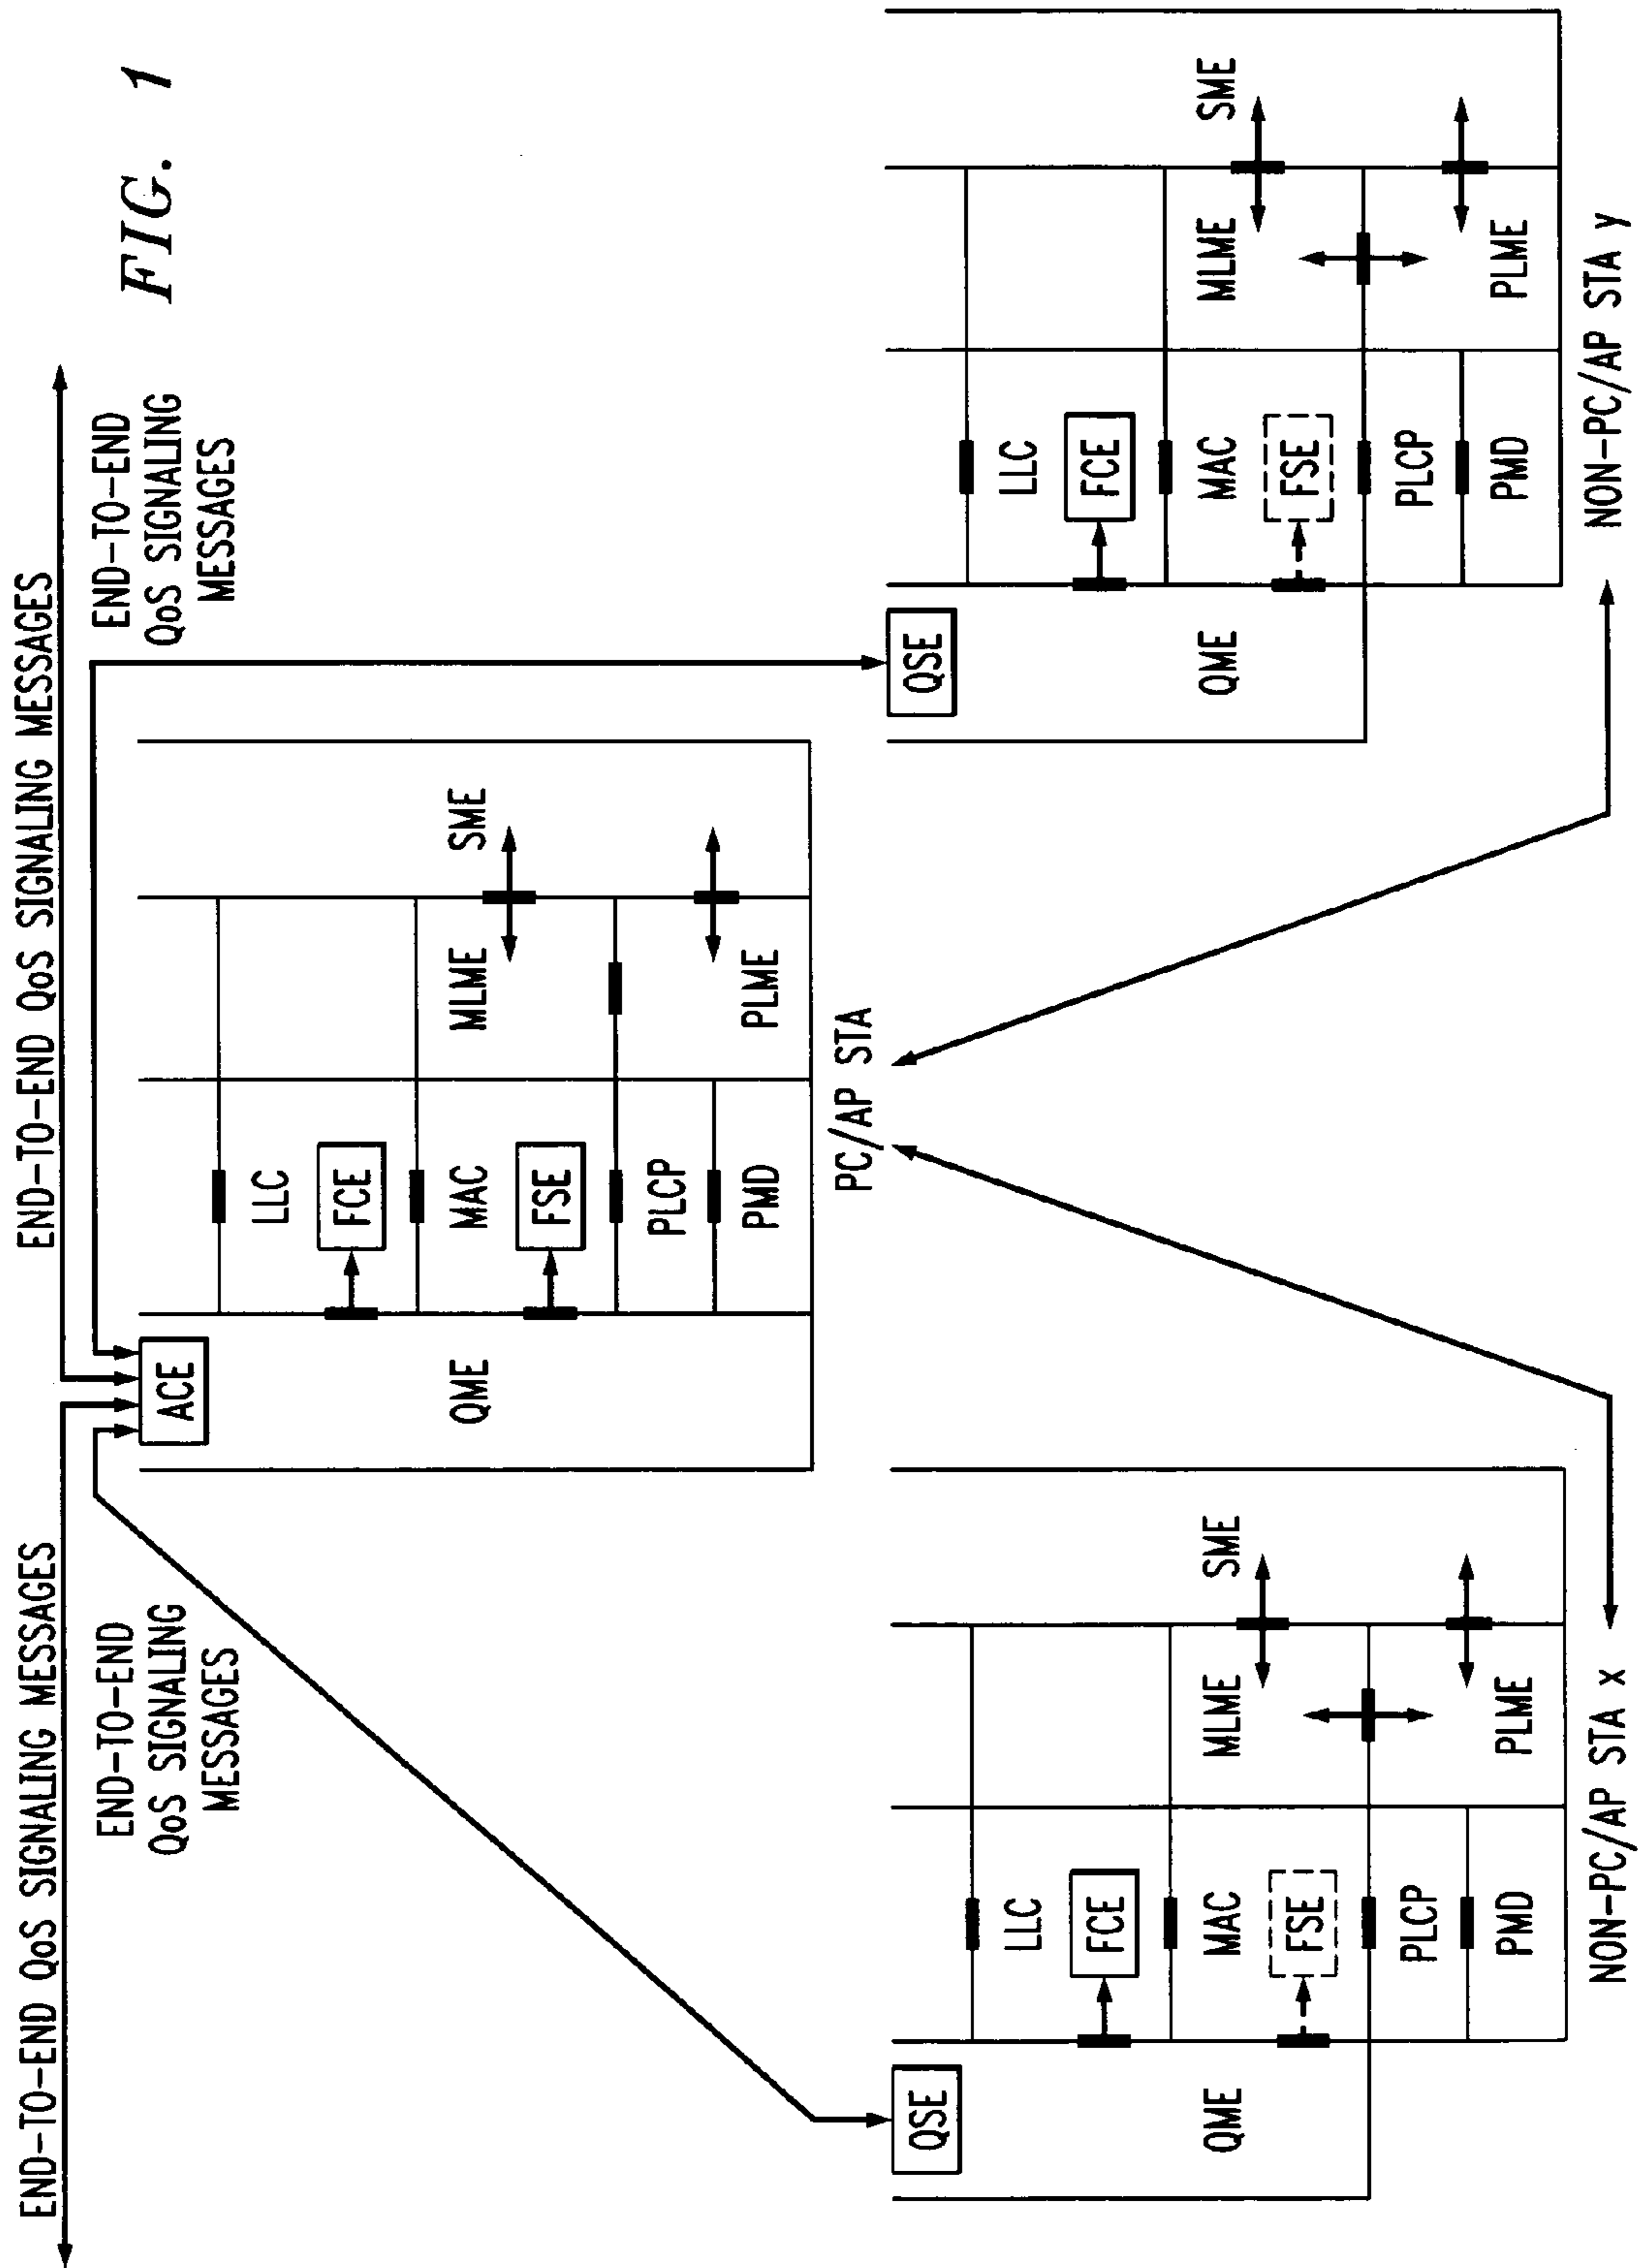 FIG. 1
END-TO-END QoS SIGNALING MESSAGES
END-TO-END QoS SIGNALING MESSAGES
END-TO-END
QoS SIGNALING
MESSAGES
END-TO-END
QoS SIGNALING
MESSAGES
ACE
QME
LLC
FCE
MAC
FSE
PLCP
PMD
MLME
PLME
SME
PC/AP STA
QSE
QME
LLC
FCE
MAC
FSE
PLCP
PMD
MLME
PLME
SME
NON-PC/AP STA x
QSE
QME
LLC
FCE
MAC
FSE
PLCP
PMD
MLME
PLME
SME
NON-PC/AP STA y